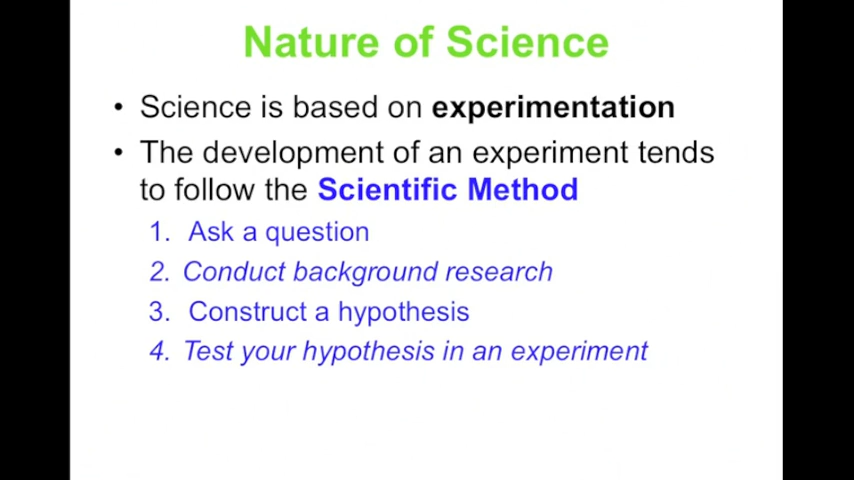 Nature of Science
• Science is based on experimentation
• The development of an experiment tends
to follow the Scientific Method
1. Ask a question
2. Conduct background research
3. Construct a hypothesis
4. Test your hypothesis in an experiment